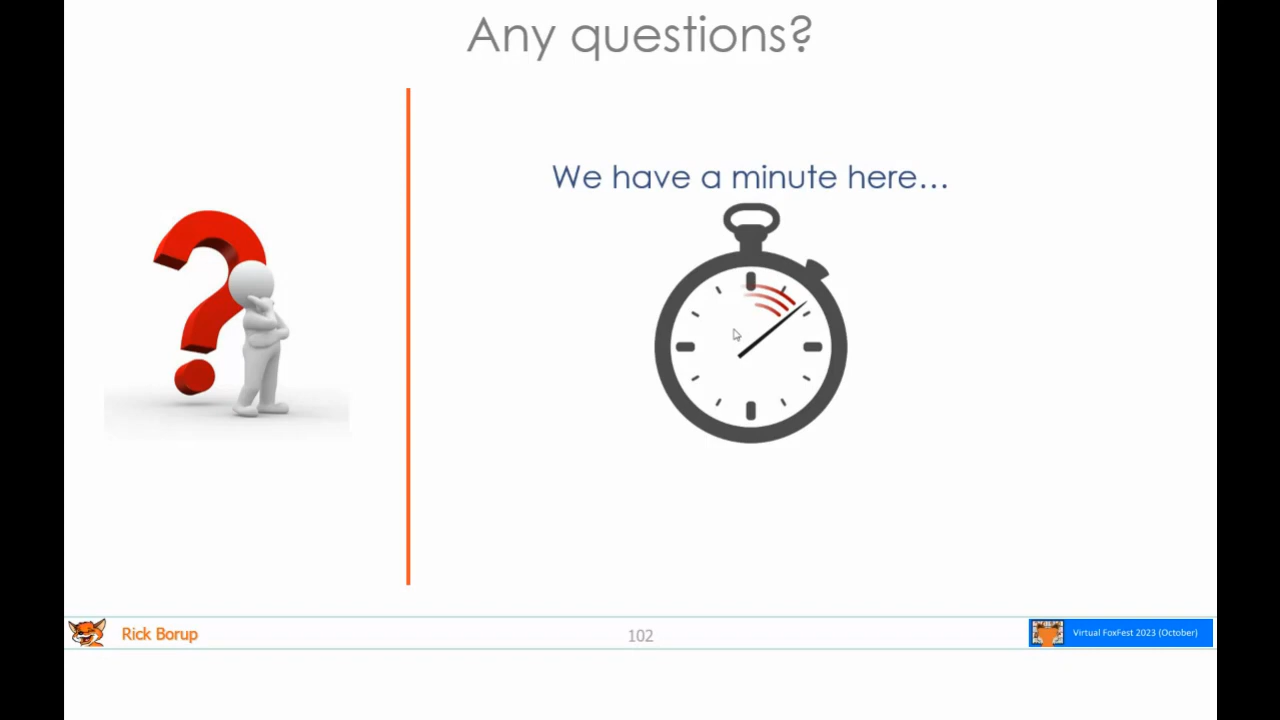 Any questions?
We have a minute here...
Rick Borup
102
Virtual FoxFest 2023 (October)